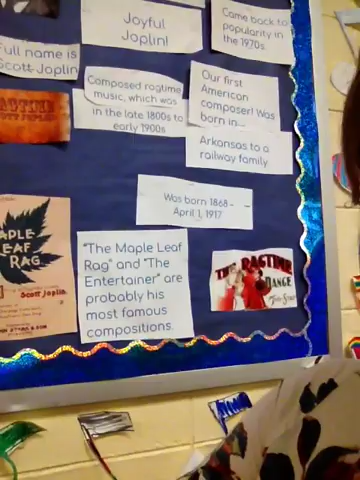 Joyful
Joplin!
Came back to
popularity in
the 1970s.
Full name is
Scott Joplin
Composed ragtime
music, which was
in the late 1800s to
early 1900s
Our first
American
composer! Was
born in...
Arkansas to a
railway family
RAGTIME
Was born 1868-
April 1, 1917
MAPLE
LEAF
RAG
Scott Joplin
"The Maple Leaf
Rag" and "The
Entertainer" are
probably his
most famous
compositions.
THE RAGTIME
DANCE